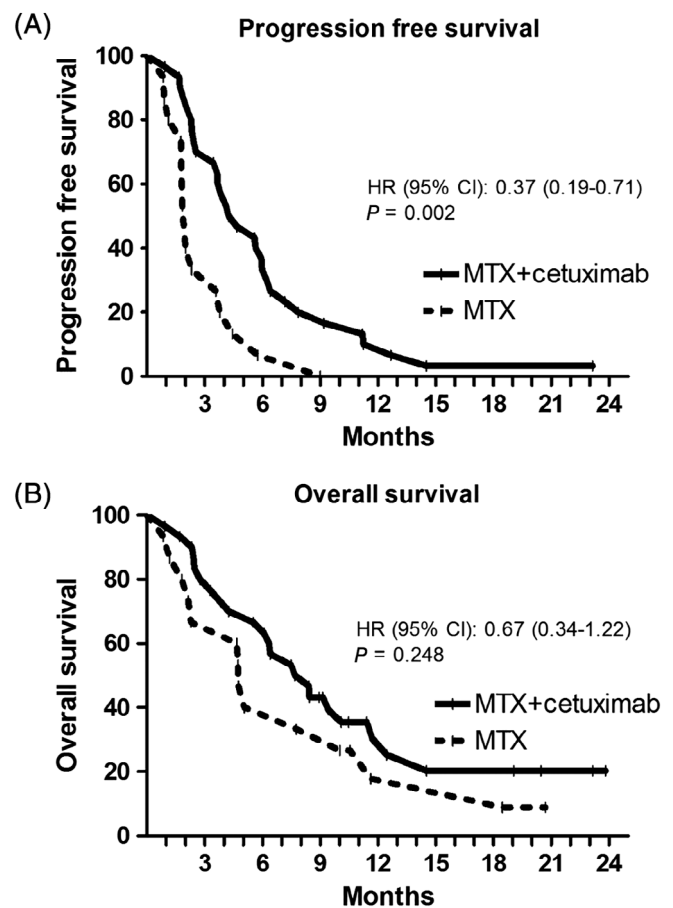 (A)
Progression free survival
Progression free survival
100
80
60
40
20
0
HR (95% CI): 0.37 (0.19-0.71)
P = 0.002
MTX+cetuximab
MTX
3 6 9 12 15 18 21 24
Months
(B)
Overall survival
Overall survival
100
80
60
40
20
0
HR (95% CI): 0.67 (0.34-1.22)
P = 0.248
MTX+cetuximab
MTX
3 6 9 12 15 18 21 24
Months